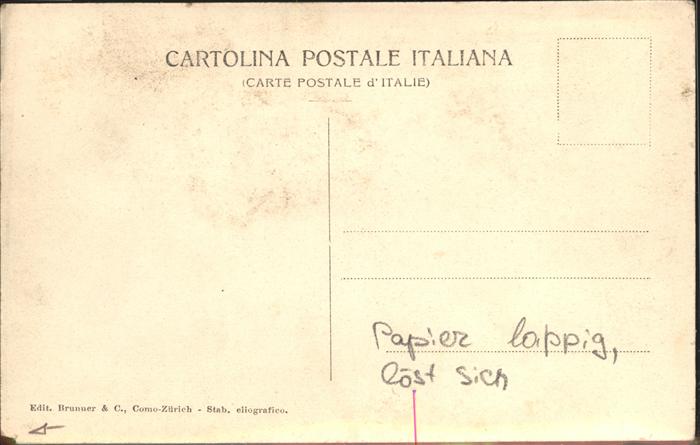 CARTOLINA POSTALE ITALIANA
(CARTE POSTALE d'ITALIE)
Papier lappig,
löst sich
Edit. Brunner & C., Como-Zürich - Stab. eliografico.